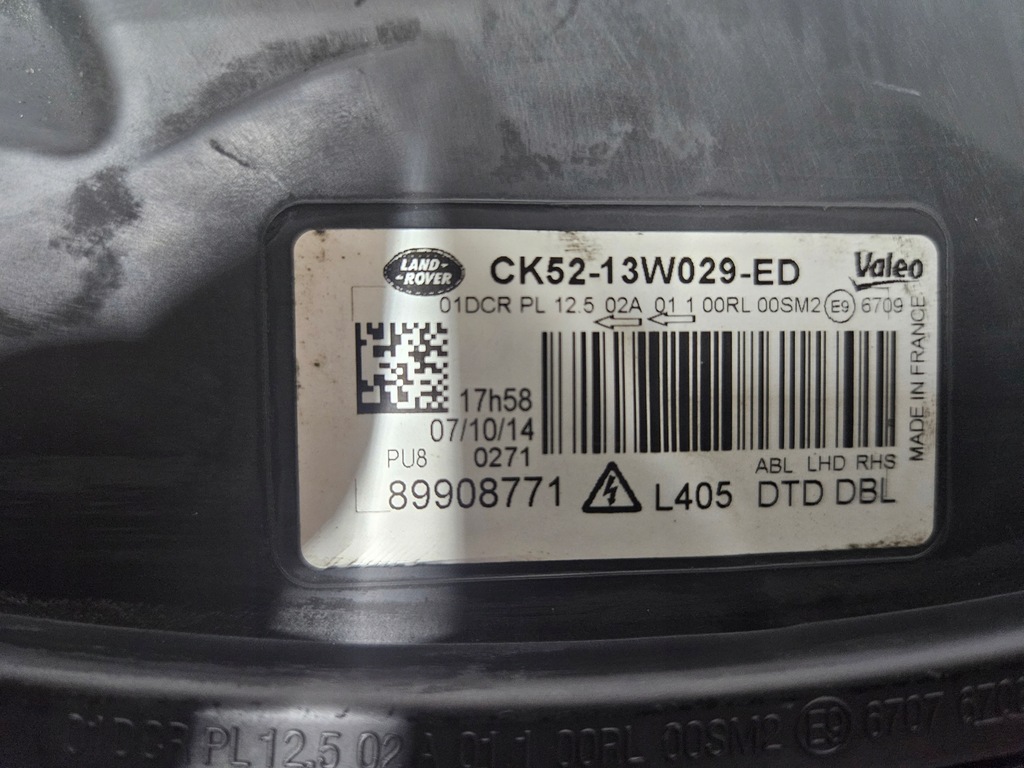 LAND-
-ROVER
CK52-13W029-ED
Valeo
01DCR PL 12.5 02A 01 1 00RL 00SM2 E9 6709
MADE IN FRANCE
17h58
07/10/14
PU8 0271
ABL LHD RHS
89908771 L405 DTD DBL
01DCR PL 12.5 02 A 01 1 00RL 00SM2 E9 6707